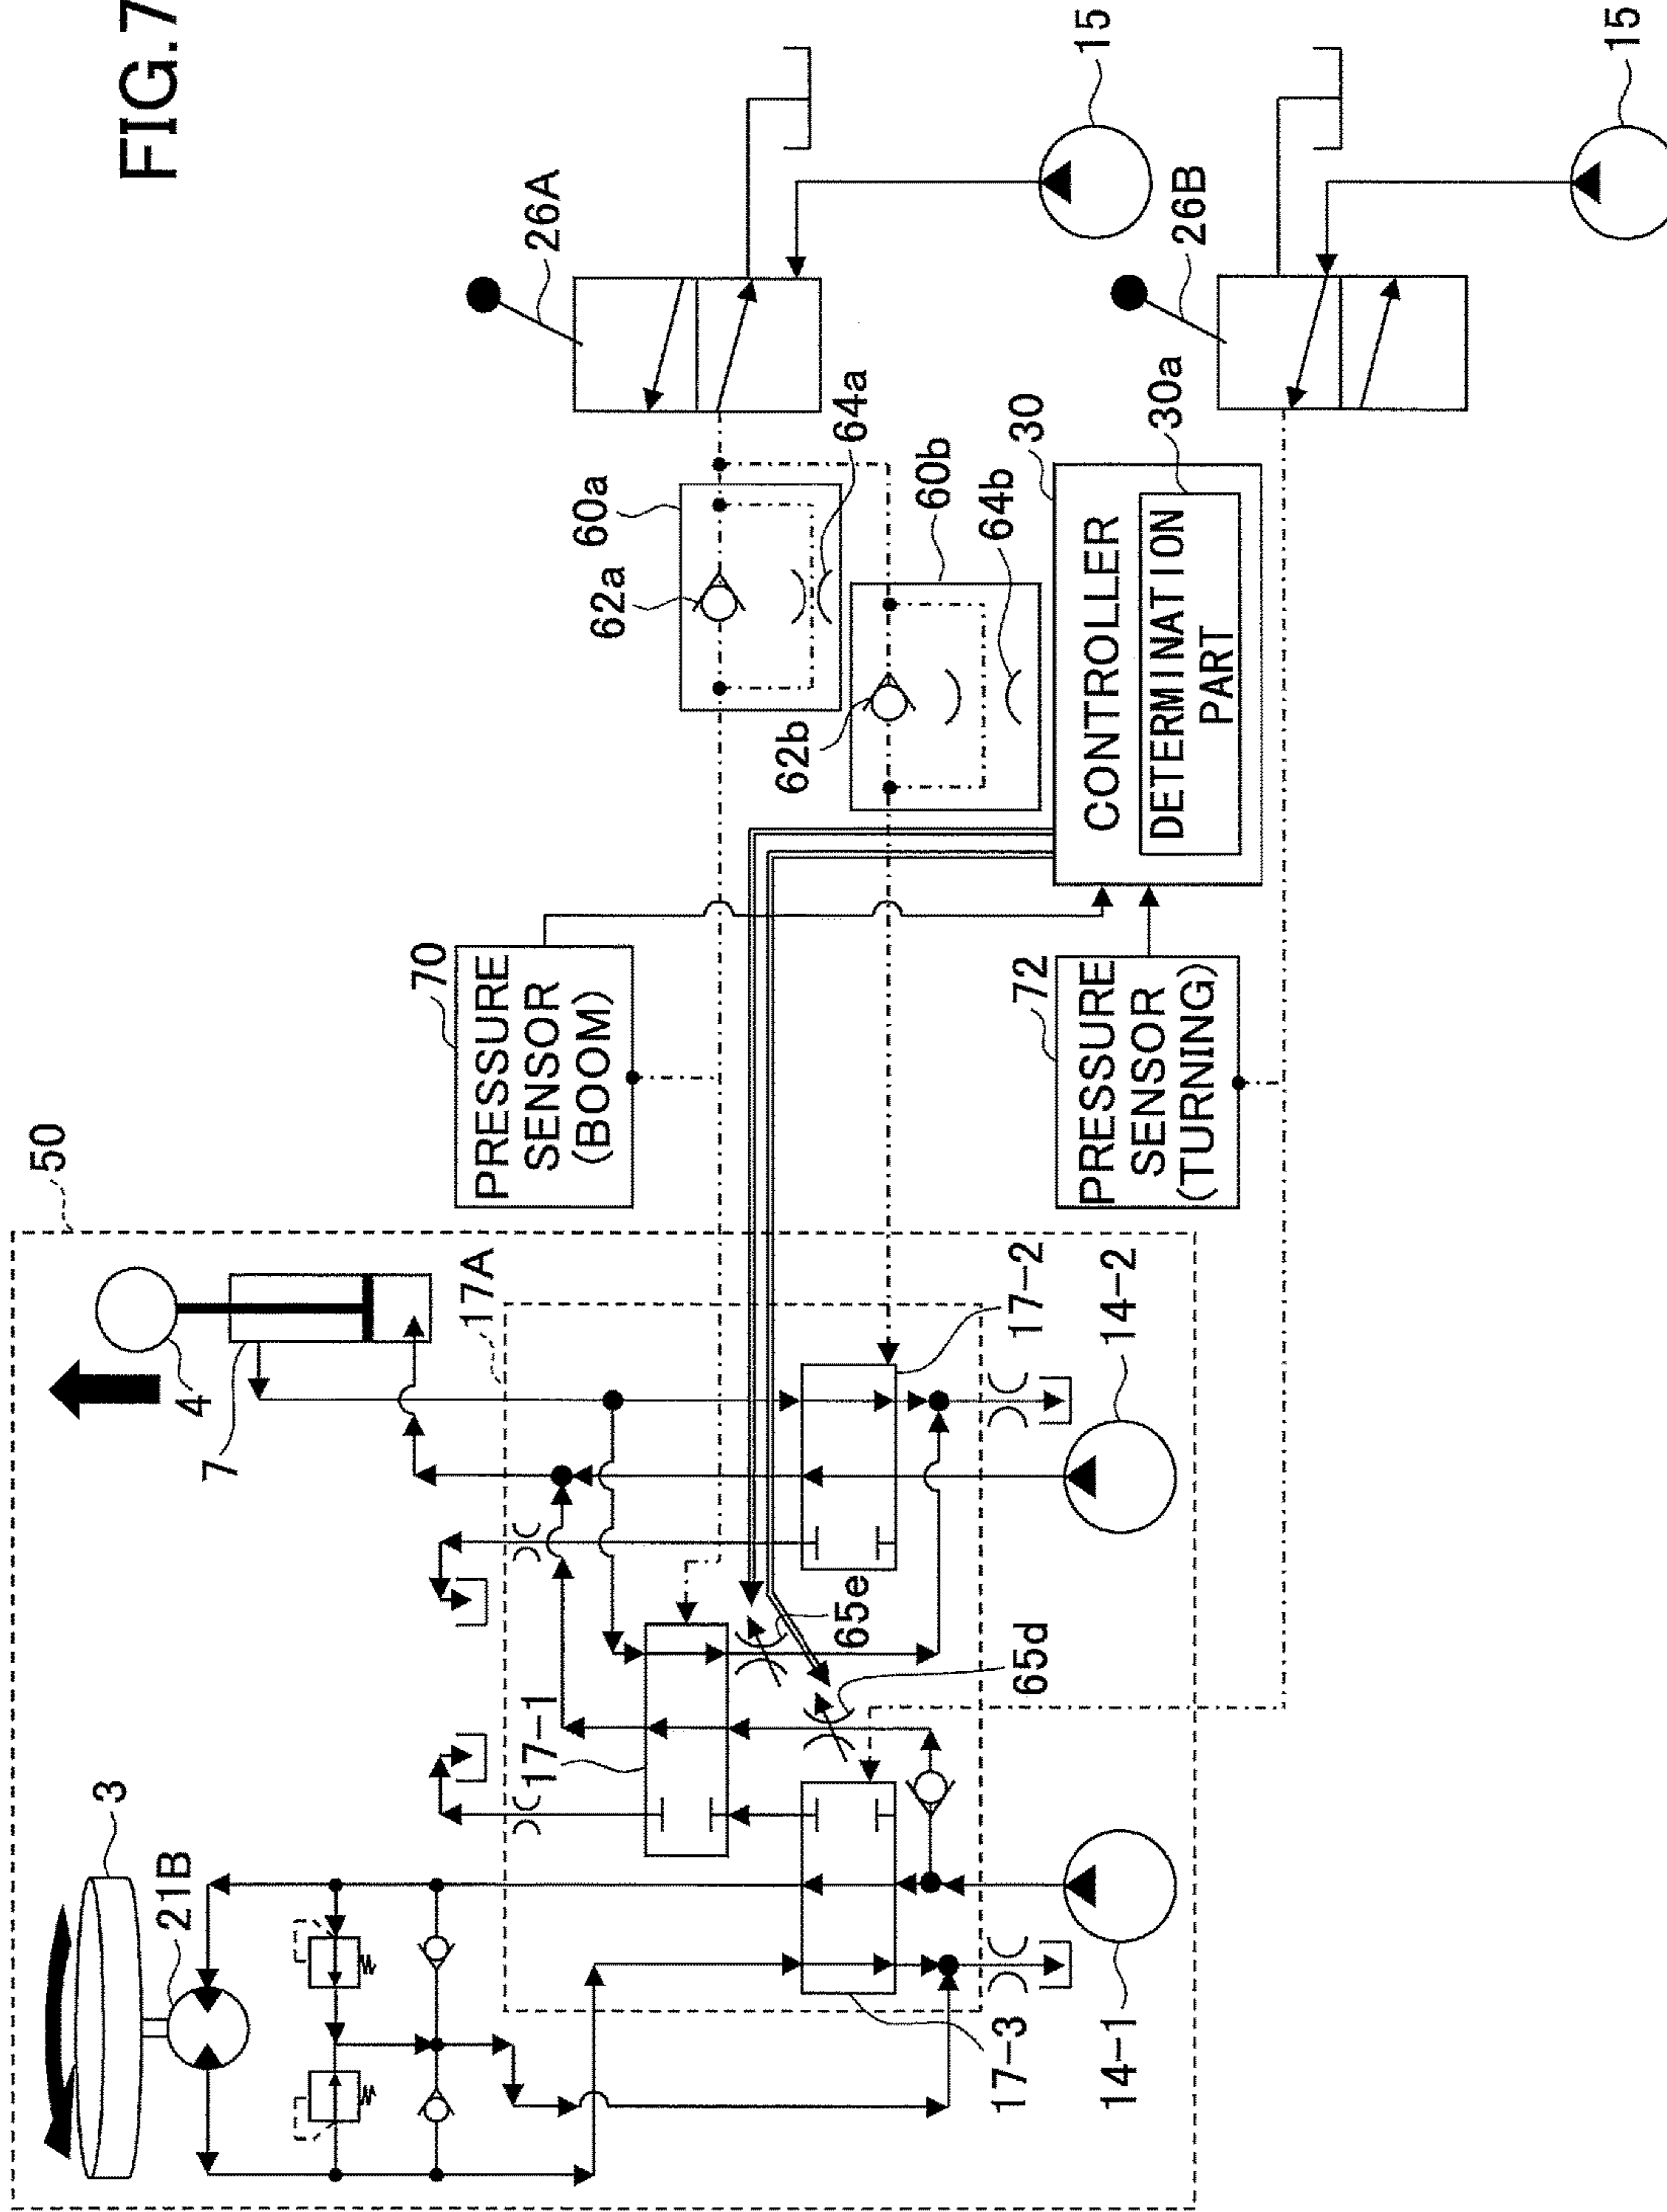 FIG.7
15
15
26A
26B
64a
60a
62a
60b
64b
62b
30
30a
CONTROLLER
DETERMINATION
PART
70
PRESSURE
SENSOR
(BOOM)
72
PRESSURE
SENSOR
(TURNING)
50
4
7
17A
17-2
14-2
65e
65d
17-1
3
21B
17-3
14-1